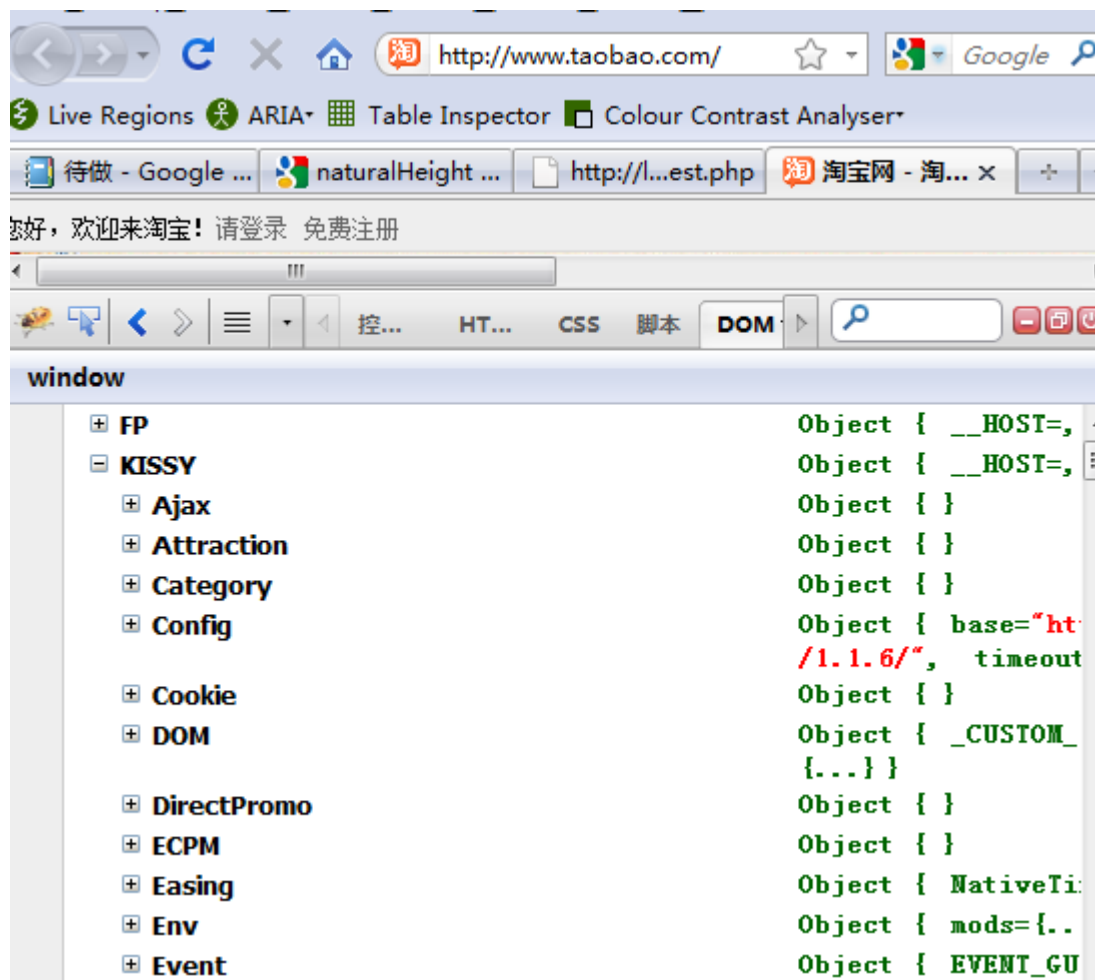 淘 http://www.taobao.com/ Google
Live Regions ARIA Table Inspector Colour Contrast Analyser
待做 - Google ... naturalHeight ... http://l...est.php 淘 淘宝网 - 淘... ×
您好，欢迎来淘宝！请登录 免费注册
控... HT... CSS 脚本 DOM
window
FP Object { __HOST=,
KISSY Object { __HOST=,
Ajax Object { }
Attraction Object { }
Category Object { }
Config Object { base="ht
/1.1.6/", timeout
Cookie Object { }
DOM Object { _CUSTOM_
{...} }
DirectPromo Object { }
ECPM Object { }
Easing Object { NativeTi
Env Object { mods={..
Event Object { EVENT_GU